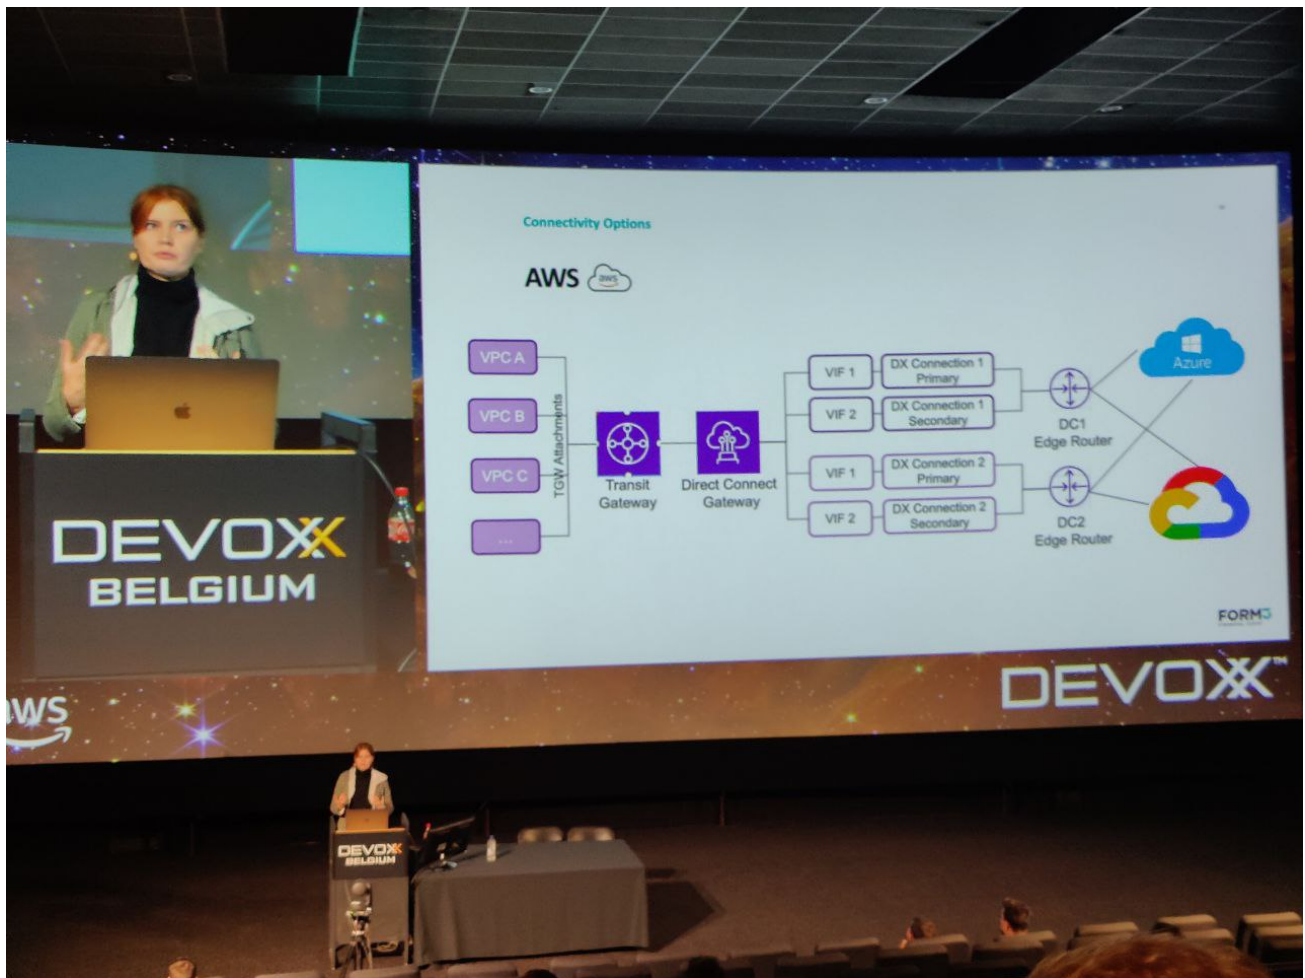 Connectivity Options
AWS
aws
VPC A
VPC B
VPC C
...
TGW Attachments
Transit
Gateway
Direct Connect
Gateway
VIF 1
DX Connection 1
Primary
VIF 2
DX Connection 1
Secondary
VIF 1
DX Connection 2
Primary
VIF 2
DX Connection 2
Secondary
DC1
Edge Router
DC2
Edge Router
Azure
FORM3
DEVOXX
BELGIUM
aws
DEVOXX™
DEVOXX
BELGIUM